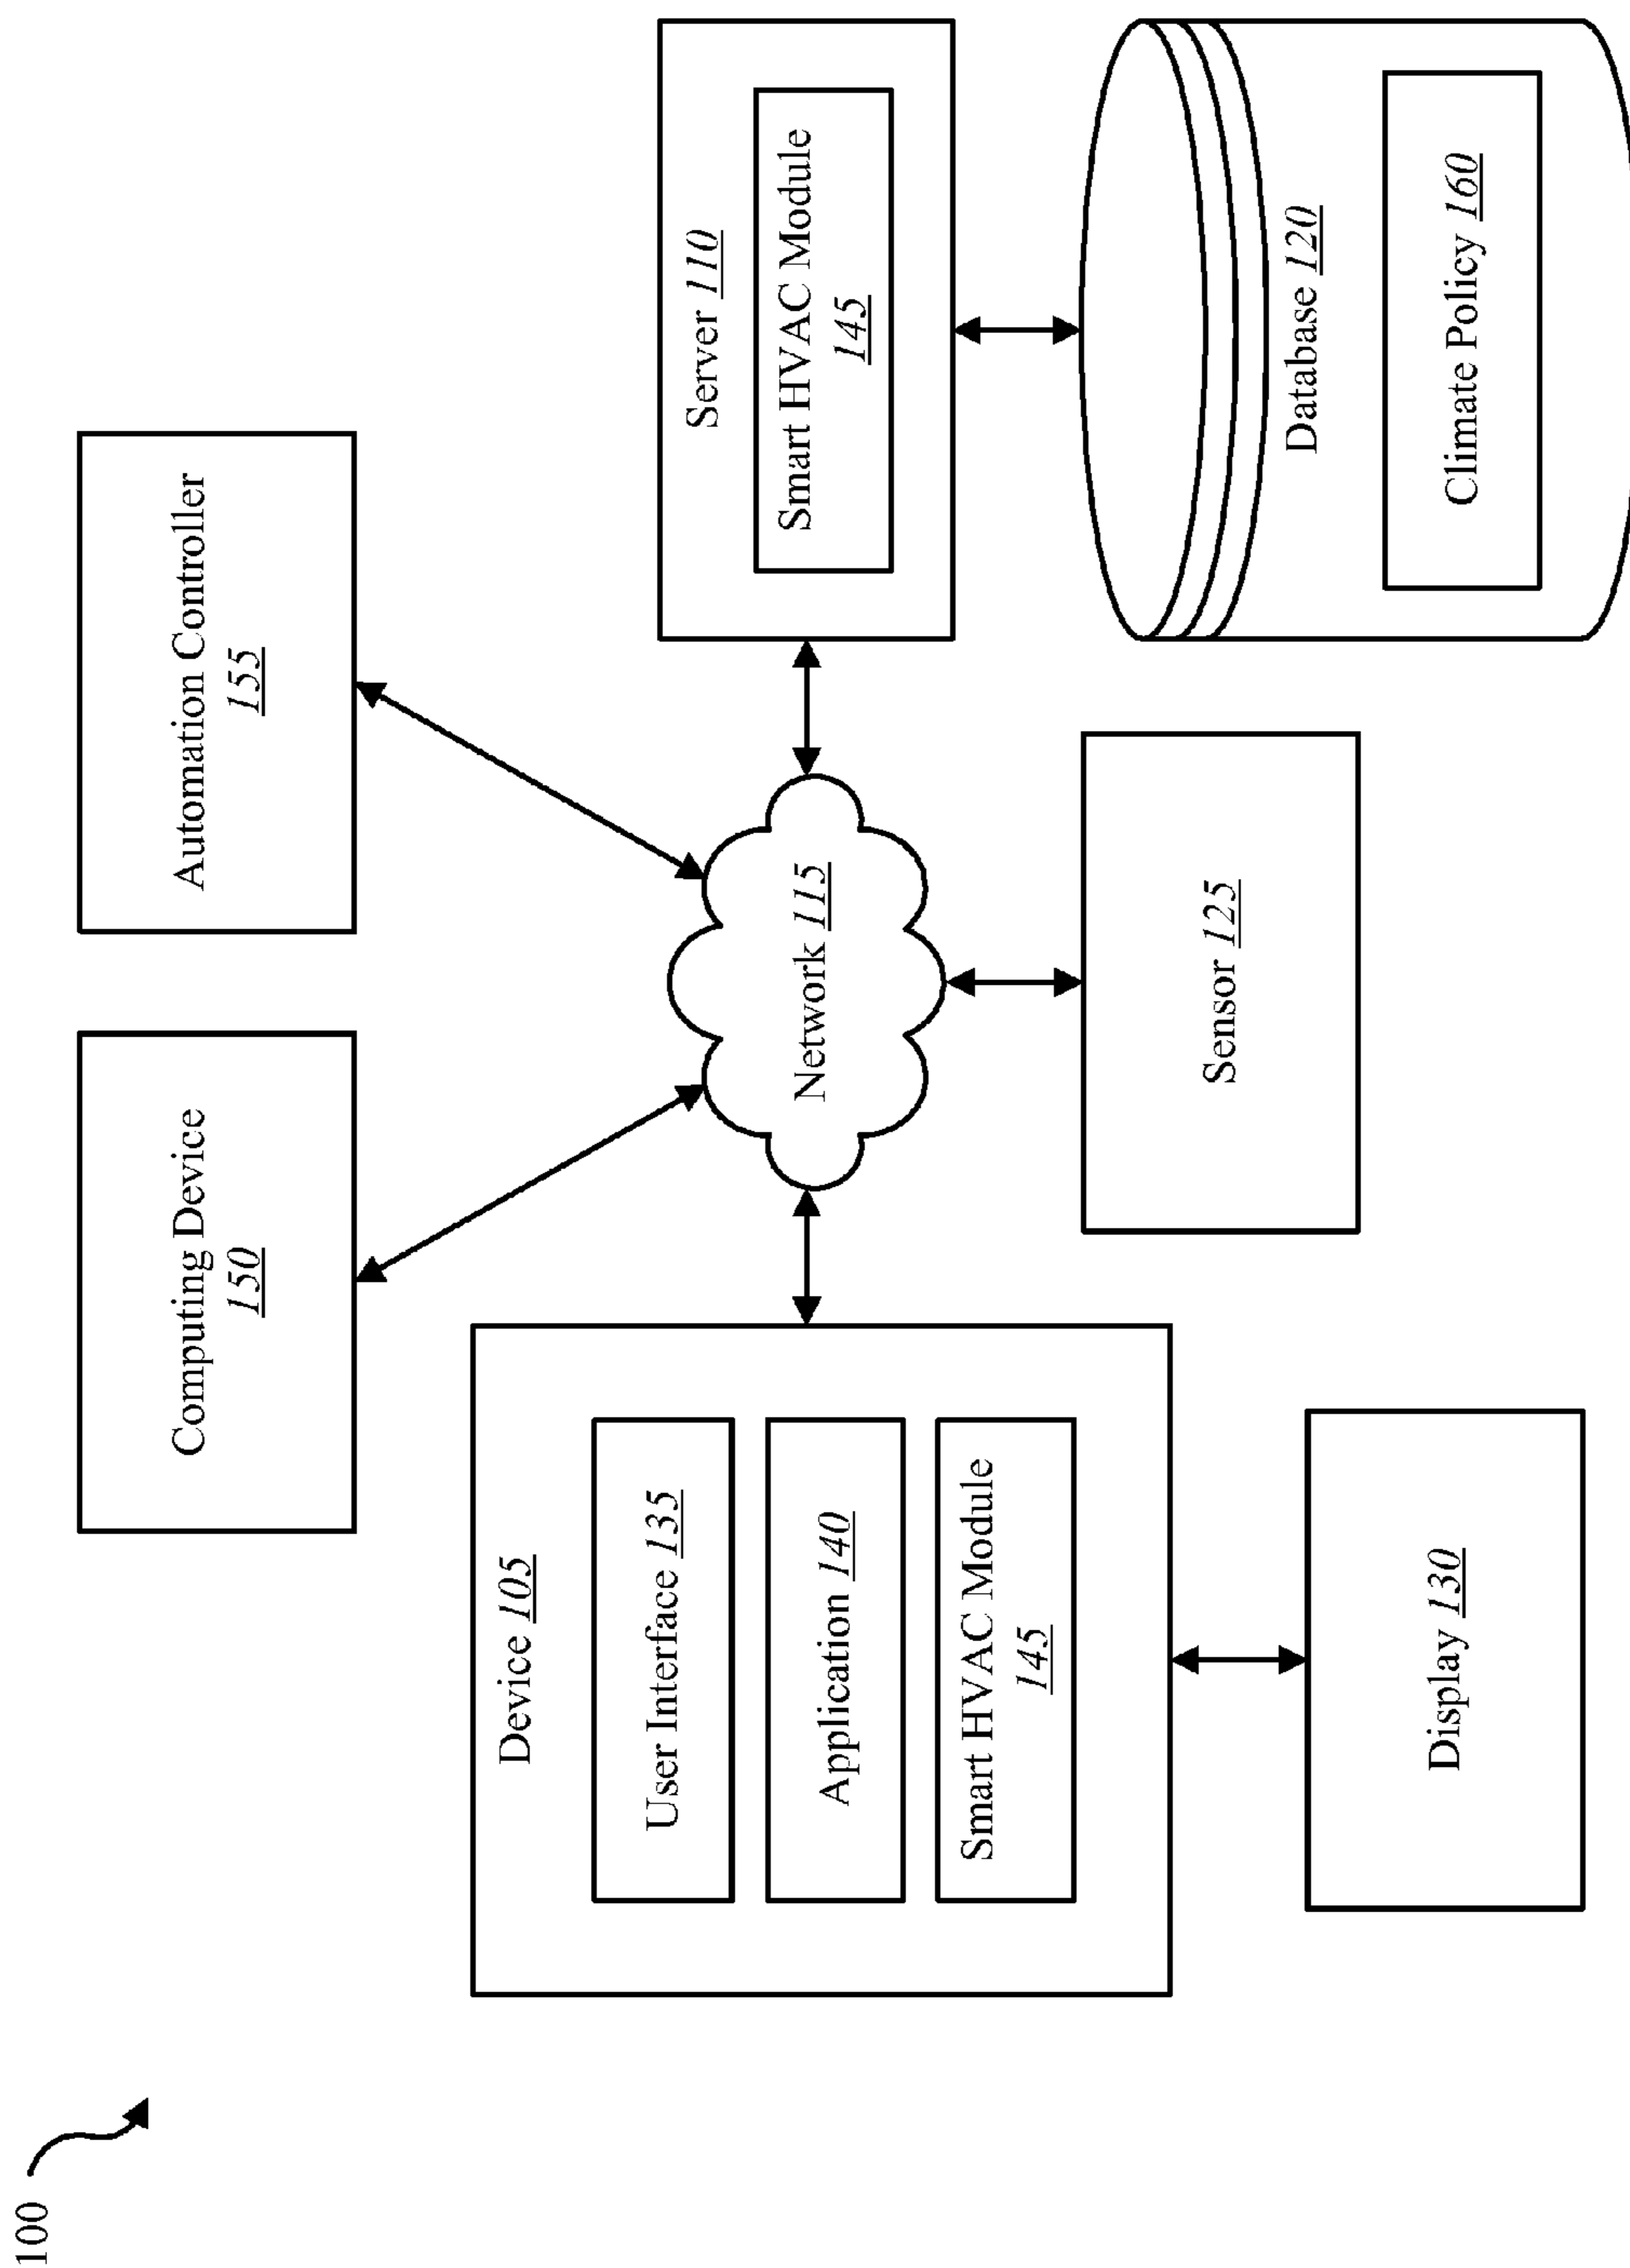 100
Computing Device
150
Automation Controller
155
Device 105
User Interface 135
Application 140
Smart HVAC Module
145
Network 115
Server 110
Smart HVAC Module
145
Display 130
Sensor 125
Database 120
Climate Policy 160